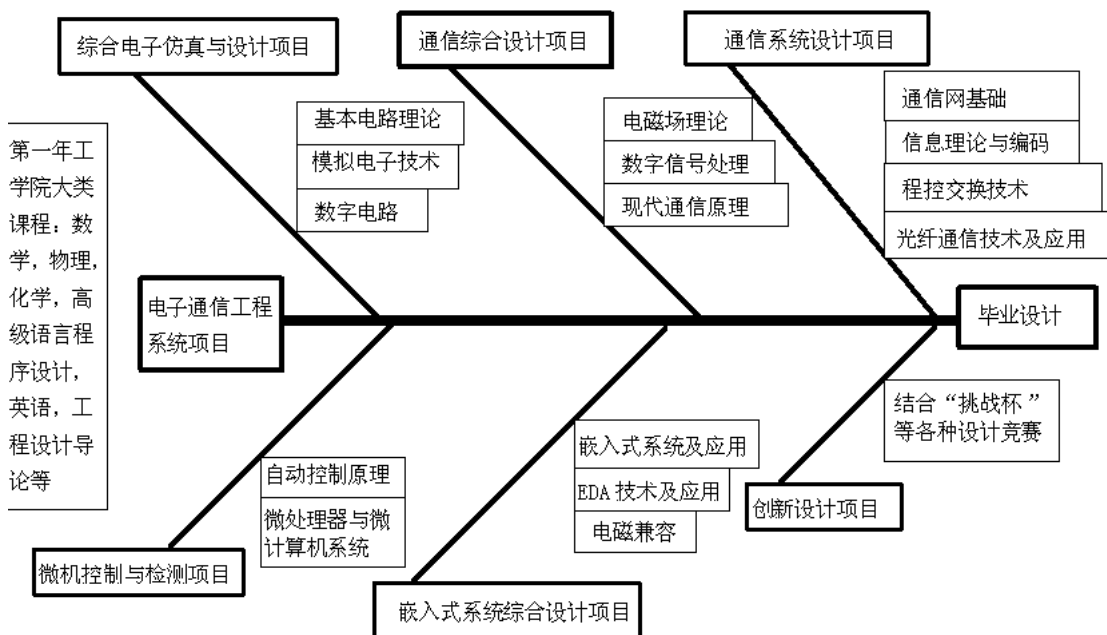 综合电子仿真与设计项目
通信综合设计项目
通信系统设计项目
基本电路理论
模拟电子技术
数字电路
电磁场理论
数字信号处理
现代通信原理
通信网基础
信息理论与编码
程控交换技术
光纤通信技术及应用
第一年工
学院大类
课程：数
学，物理，
化学，高
级语言程
序设计，
英语，工
程设计导
论等
电子通信工程
系统项目
毕业设计
自动控制原理
微处理器与微
计算机系统
嵌入式系统及应用
EDA 技术及应用
电磁兼容
结合“挑战杯”
等各种设计竞赛
微机控制与检测项目
嵌入式系统综合设计项目
创新设计项目